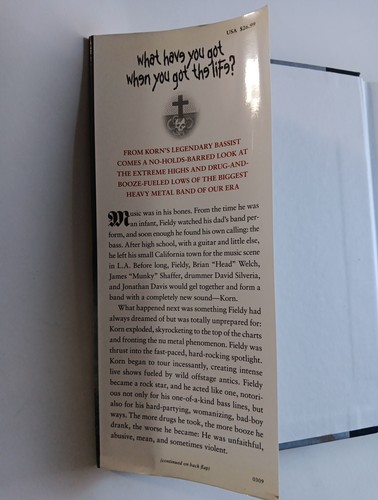 USA $26.99
what have you got
when you got the life?
FROM KORN'S LEGENDARY BASSIST
COMES A NO-HOLDS-BARRED LOOK AT
THE EXTREME HIGHS AND DRUG-AND-
BOOZE-FUELED LOWS OF THE BIGGEST
HEAVY METAL BAND OF OUR ERA
Music was in his bones. From the time he was
an infant, Fieldy watched his dad's band per-
form, and soon enough he found his own calling: the
bass. After high school, with a guitar and little else,
he left his small California town for the music scene
in L.A. Before long, Fieldy, Brian "Head" Welch,
James "Munky" Shaffer, drummer David Silveria,
and Jonathan Davis would gel together and form a
band with a completely new sound—Korn.
What happened next was something Fieldy had
always dreamed of but was totally unprepared for:
Korn exploded, skyrocketing to the top of the charts
and fronting the nu metal phenomenon. Fieldy was
thrust into the fast-paced, hard-rocking spotlight.
Korn began to tour incessantly, creating intense
live shows fueled by wild offstage antics. Fieldy
became a rock star, and he acted like one, notori-
ous not only for his one-of-a-kind bass lines, but
also for his hard-partying, womanizing, bad-boy
ways. The more drugs he took, the more booze he
drank, the worse he became: He was unfaithful,
abusive, mean, and sometimes violent.
(continued on back flap)
0309